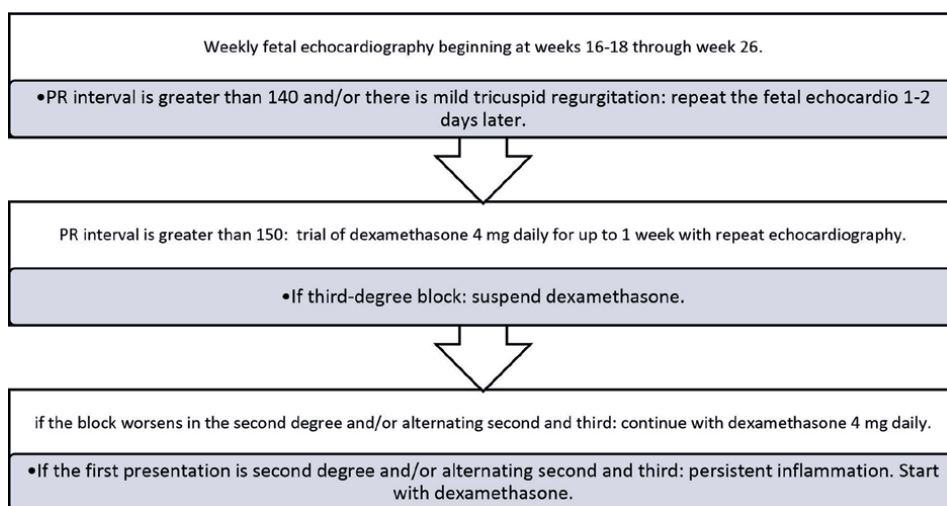 Weekly fetal echocardiography beginning at weeks 16-18 through week 26.
•PR interval is greater than 140 and/or there is mild tricuspid regurgitation: repeat the fetal echocardio 1-2
days later.
PR interval is greater than 150:  trial of dexamethasone 4 mg daily for up to 1 week with repeat echocardiography.
•If third-degree block: suspend dexamethasone.
if the block worsens in the second degree and/or alternating second and third: continue with dexamethasone 4 mg daily.
•If the first presentation is second degree and/or alternating second and third: persistent inflammation. Start
with dexamethasone.